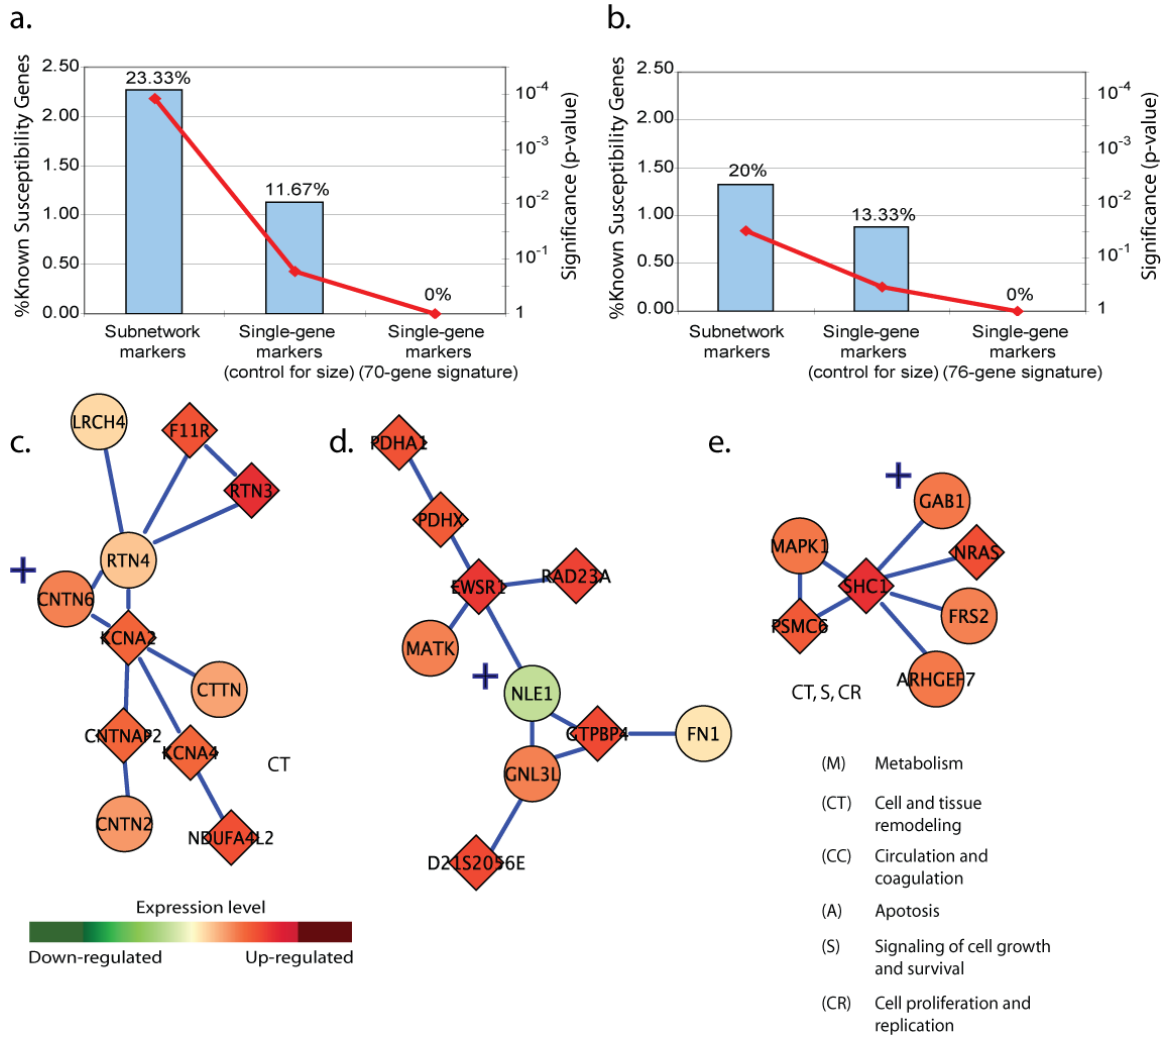 a.
%Known Susceptibility Genes
2.50
2.00
1.50
1.00
0.50
0.00
23.33%
11.67%
0%
10-4
10-3
10-2
10-1
1
Significance (p-value)
Subnetwork
markers
Single-gene
markers
(control for size)
Single-gene
markers
(70-gene signature)
b.
%Known Susceptibility Genes
2.50
2.00
1.50
1.00
0.50
0.00
20%
13.33%
0%
10-4
10-3
10-2
10-1
1
Significance (p-value)
Subnetwork
markers
Single-gene
markers
(control for size)
Single-gene
markers
(76-gene signature)
c.
LRCH4
F11R
RTN3
RTN4
+
CNTN6
KCNA2
CTTN
CNTNAP2
KCNA4
CT
CNTN2
NDUFA4L2
d.
PDHA1
PDHX
EWSR1
RAD23A
MATK
+
NLE1
GTPBP4
FN1
GNL3L
D21S2056E
e.
+
GAB1
MAPK1
NRAS
SHC1
PSMC6
FRS2
ARHGEF7
CT, S, CR
Expression level
Down-regulated
Up-regulated
(M) Metabolism
(CT) Cell and tissue
remodeling
(CC) Circulation and
coagulation
(A) Apotosis
(S) Signaling of cell growth
and survival
(CR) Cell proliferation and
replication